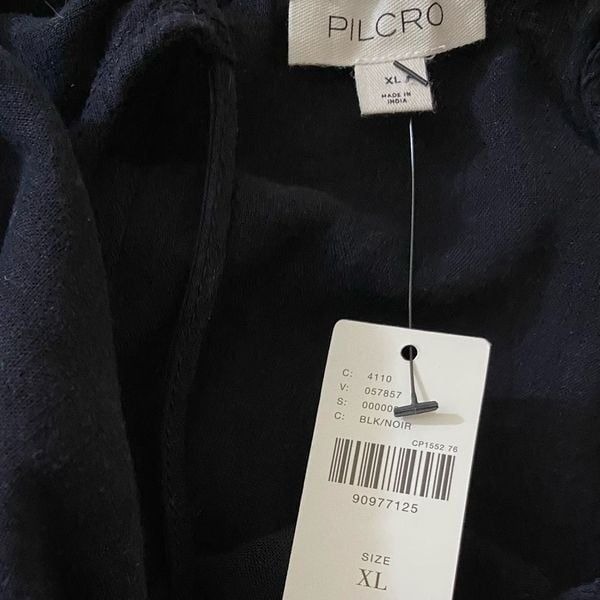 PILCRO
XL
MADE IN
INDIA
C: 4110
V: 057857
S: 00000
C: BLK/NOIR
CP1552 76
90977125
SIZE
XL